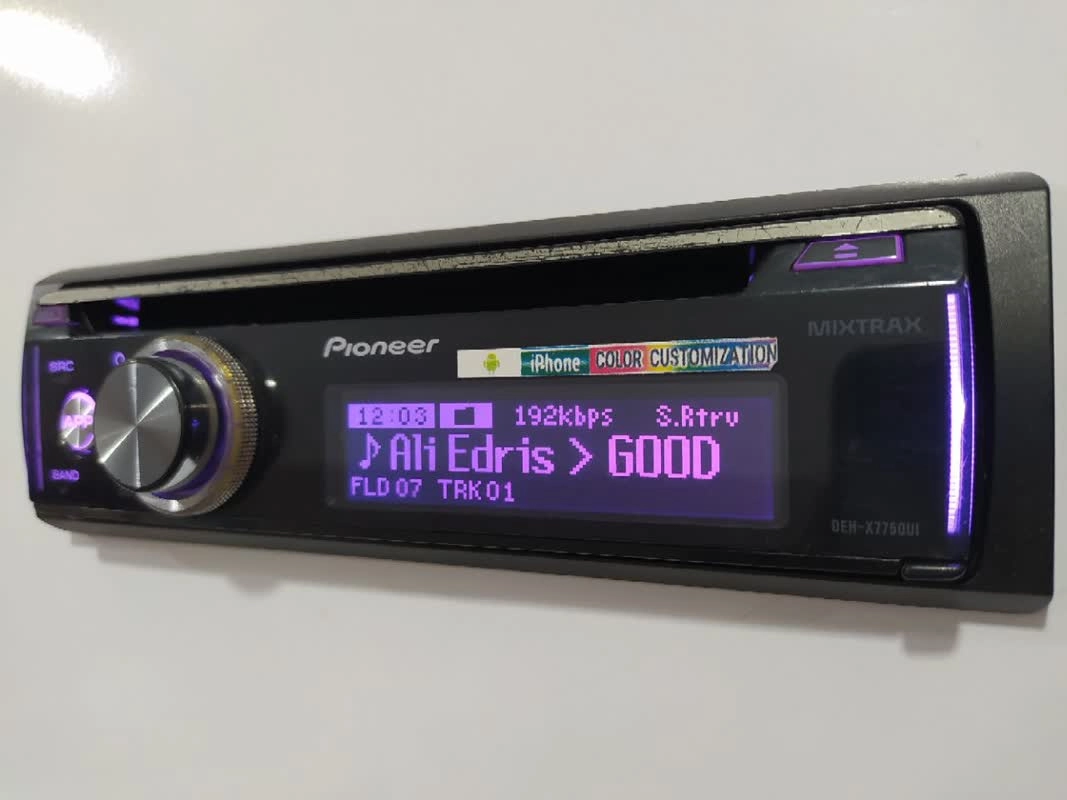 SRC
APP
BAND
Pioneer
iPhone COLOR CUSTOMIZATION
MIXTRAX
12:03 192kbps S.Rtrv
♪Ali Edris > GOOD
FLD 07 TRK 01
DEH-X7750UI